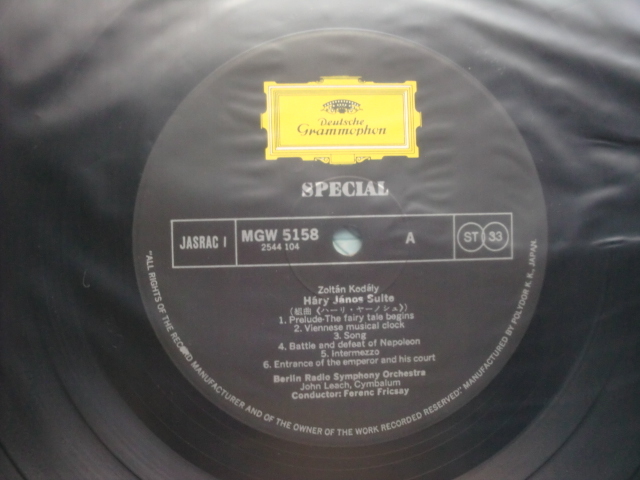 Deutsche
Grammophon
SPECIAL
JASRAC I
MGW 5158
2544 104
A
ST 33
Zoltán Kodály
Háry János Suite
(組曲《ハーリ・ヤーノシュ》)
1. Prelude-The fairy tale begins
2. Viennese musical clock
3. Song
4. Battle and defeat of Napoleon
5. Intermezzo
6. Entrance of the emperor and his court
Berlin Radio Symphony Orchestra
John Leach, Cymbalum
Conductor: Ferenc Fricsay
"ALL RIGHTS OF THE RECORD MANUFACTURER AND OF THE OWNER OF THE WORK RECORDED RESERVED" MANUFACTURED BY POLYDOR K. K., JAPAN.